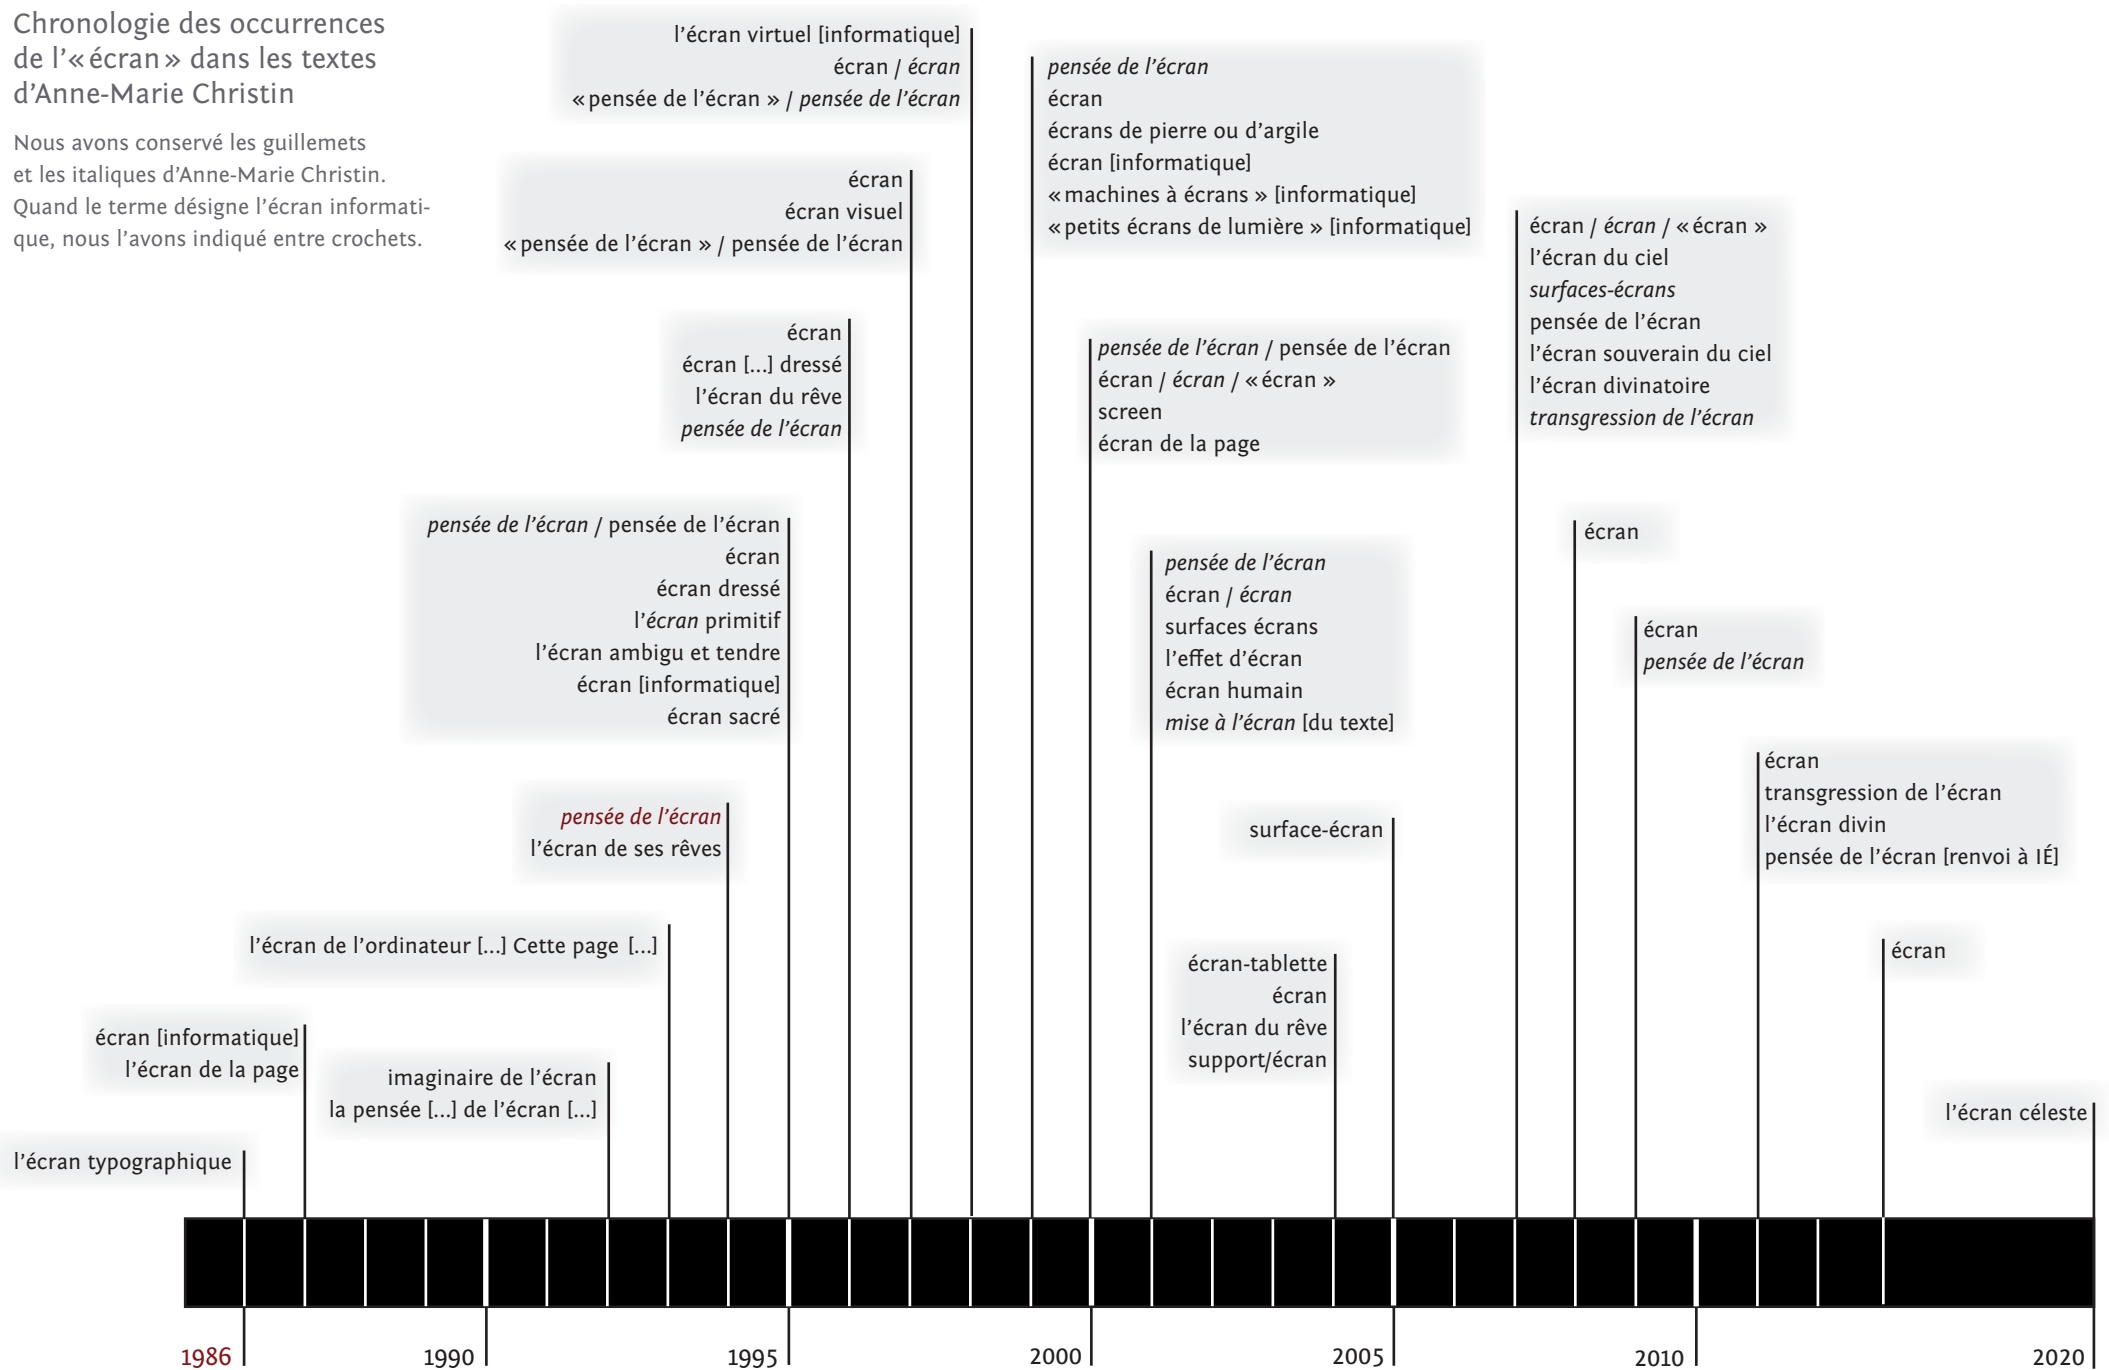 Chronologie des occurrences
de l’« écran » dans les textes
d’Anne-Marie Christin
Nous avons conservé les guillemets
et les italiques d’Anne-Marie Christin.
Quand le terme désigne l’écran informati-
que, nous l’avons indiqué entre crochets.
l’écran typographique
écran [informatique]
l’écran de la page
imaginaire de l’écran
la pensée [...] de l’écran [...]
l’écran de l’ordinateur [...] Cette page [...]
pensée de l’écran
l’écran de ses rêves
pensée de l’écran / pensée de l’écran
écran
écran dressé
l’écran primitif
l’écran ambigu et tendre
écran [informatique]
écran sacré
écran
écran [...] dressé
l’écran du rêve
pensée de l’écran
écran
écran visuel
« pensée de l’écran » / pensée de l’écran
l’écran virtuel [informatique]
écran / écran
« pensée de l’écran » / pensée de l’écran
pensée de l’écran
écran
écrans de pierre ou d’argile
écran [informatique]
« machines à écrans » [informatique]
« petits écrans de lumière » [informatique]
pensée de l’écran / pensée de l’écran
écran / écran / « écran »
screen
écran de la page
pensée de l’écran
écran / écran
surfaces écrans
l’effet d’écran
écran humain
mise à l’écran [du texte]
écran-tablette
écran
l’écran du rêve
support/écran
surface-écran
écran / écran / « écran »
l’écran du ciel
surfaces-écrans
pensée de l’écran
l’écran souverain du ciel
l’écran divinatoire
transgression de l’écran
écran
écran
pensée de l’écran
écran
transgression de l’écran
l’écran divin
pensée de l’écran [renvoi à IÉ]
écran
l’écran céleste
1986
1990
1995
2000
2005
2010
2020